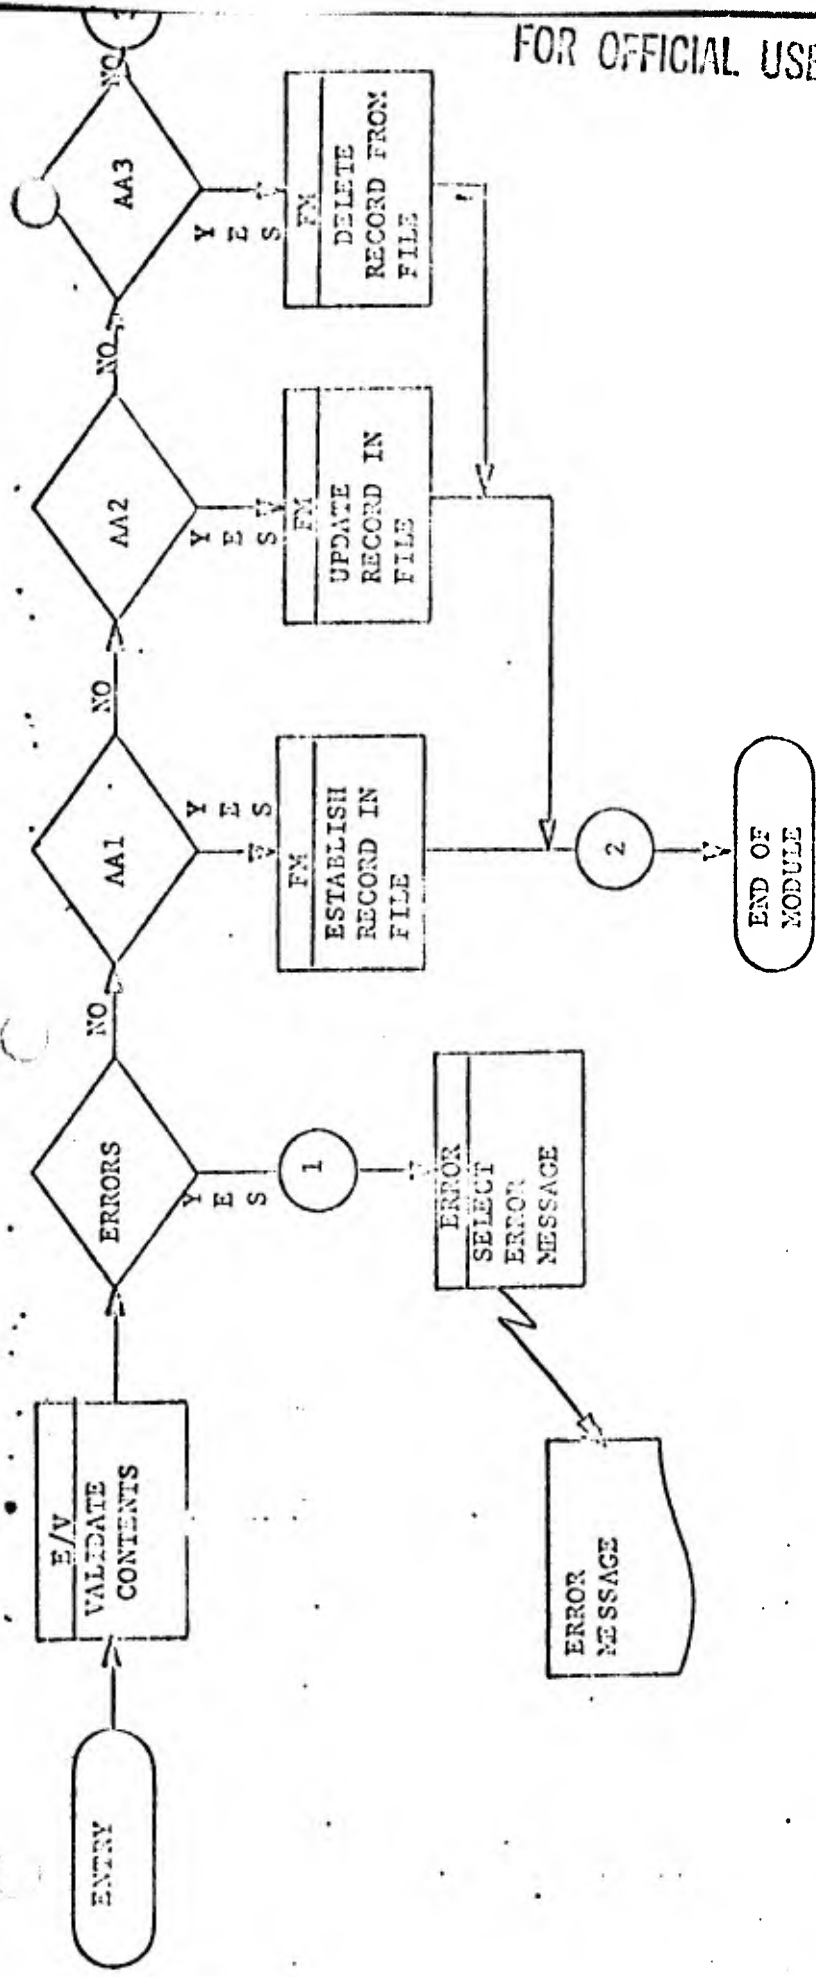 FOR OFFICIAL USE
ENTRY
E/V
VALIDATE
CONTENTS
ERRORS
NO
YES
1
ERROR
SELECT
ERROR
MESSAGE
ERROR
MESSAGE
AA1
NO
YES
FM
ESTABLISH
RECORD IN
FILE
AA2
NO
YES
FM
UPDATE
RECORD IN
FILE
AA3
NO
YES
FM
DELETE
RECORD FROM
FILE
2
END OF
MODULE